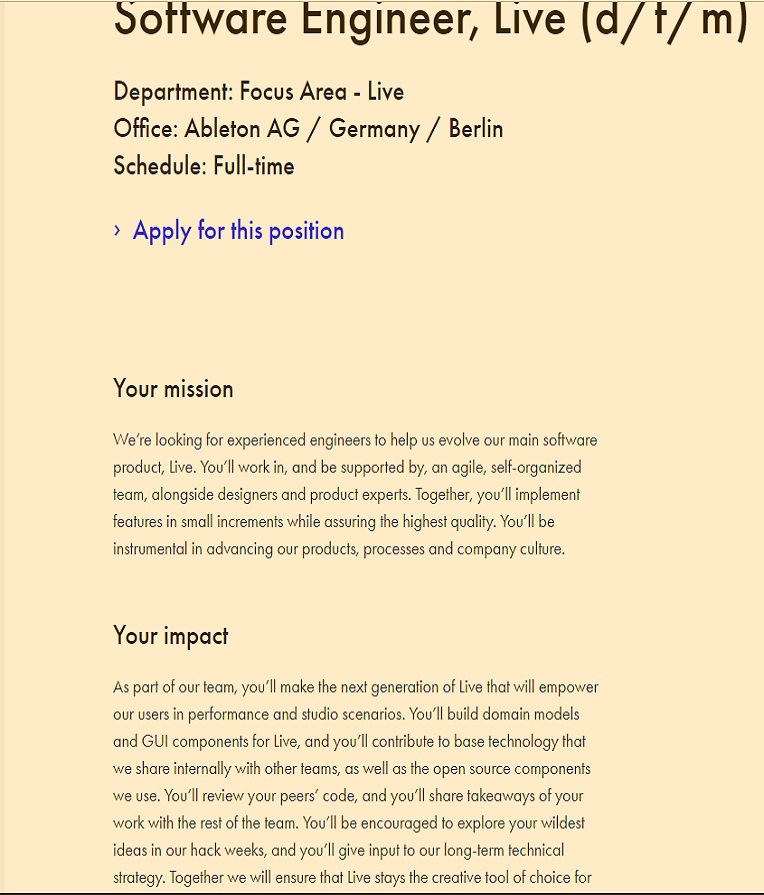 Software Engineer, Live (d/f/m)
Department: Focus Area - Live
Office: Ableton AG / Germany / Berlin
Schedule: Full-time
› Apply for this position
Your mission
We’re looking for experienced engineers to help us evolve our main software
product, Live. You’ll work in, and be supported by, an agile, self-organized
team, alongside designers and product experts. Together, you’ll implement
features in small increments while assuring the highest quality. You’ll be
instrumental in advancing our products, processes and company culture.
Your impact
As part of our team, you’ll make the next generation of Live that will empower
our users in performance and studio scenarios. You’ll build domain models
and GUI components for Live, and you’ll contribute to base technology that
we share internally with other teams, as well as the open source components
we use. You’ll review your peers’ code, and you’ll share takeaways of your
work with the rest of the team. You’ll be encouraged to explore your wildest
ideas in our hack weeks, and you’ll give input to our long-term technical
strategy. Together we will ensure that Live stays the creative tool of choice for